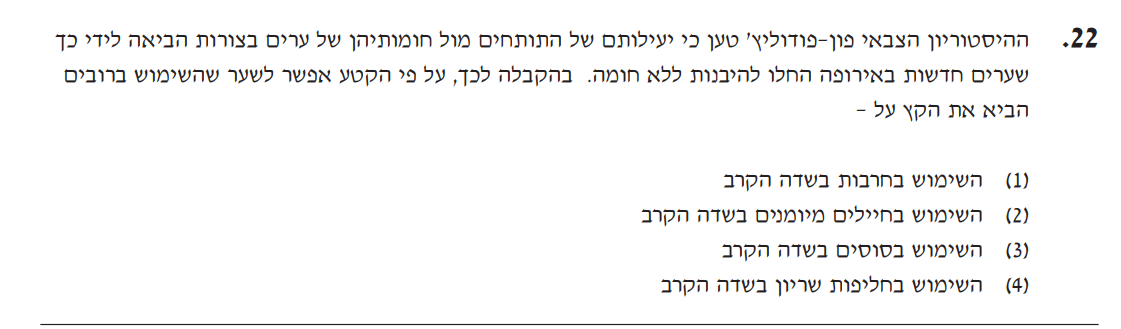 22. ההיסטוריון הצבאי פון-פודוליץ' טען כי יעילותם של התותחים מול חומותיהן של ערים בצורות הביאה לידי כך
שערים חדשות באירופה החלו להיבנות ללא חומה. בהקבלה לכך, על פי הקטע אפשר לשער שהשימוש ברובים
הביא את הקץ על -
(1) השימוש בחרבות בשדה הקרב
(2) השימוש בחיילים מיומנים בשדה הקרב
(3) השימוש בסוסים בשדה הקרב
(4) השימוש בחליפות שריון בשדה הקרב